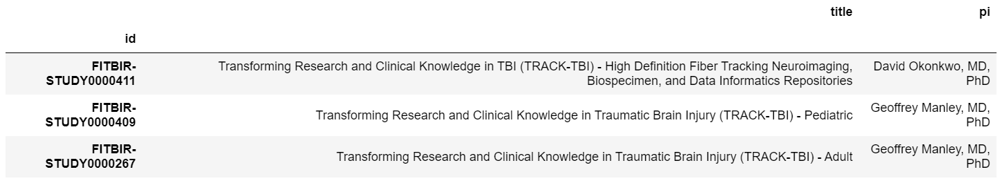 title pi
id
FITBIR- Transforming Research and Clinical Knowledge in TBI (TRACK-TBI) - High Definition Fiber Tracking Neuroimaging, David Okonkwo, MD,
STUDY0000411 Biospecimen, and Data Informatics Repositories PhD
FITBIR- Geoffrey Manley, MD,
Transforming Research and Clinical Knowledge in Traumatic Brain Injury (TRACK-TBI) - Pediatric
STUDY0000409 PhD
FITBIR- Geoffrey Manley, MD,
Transforming Research and Clinical Knowledge in Traumatic Brain Injury (TRACK-TBI) - Adult
STUDY0000267 PhD